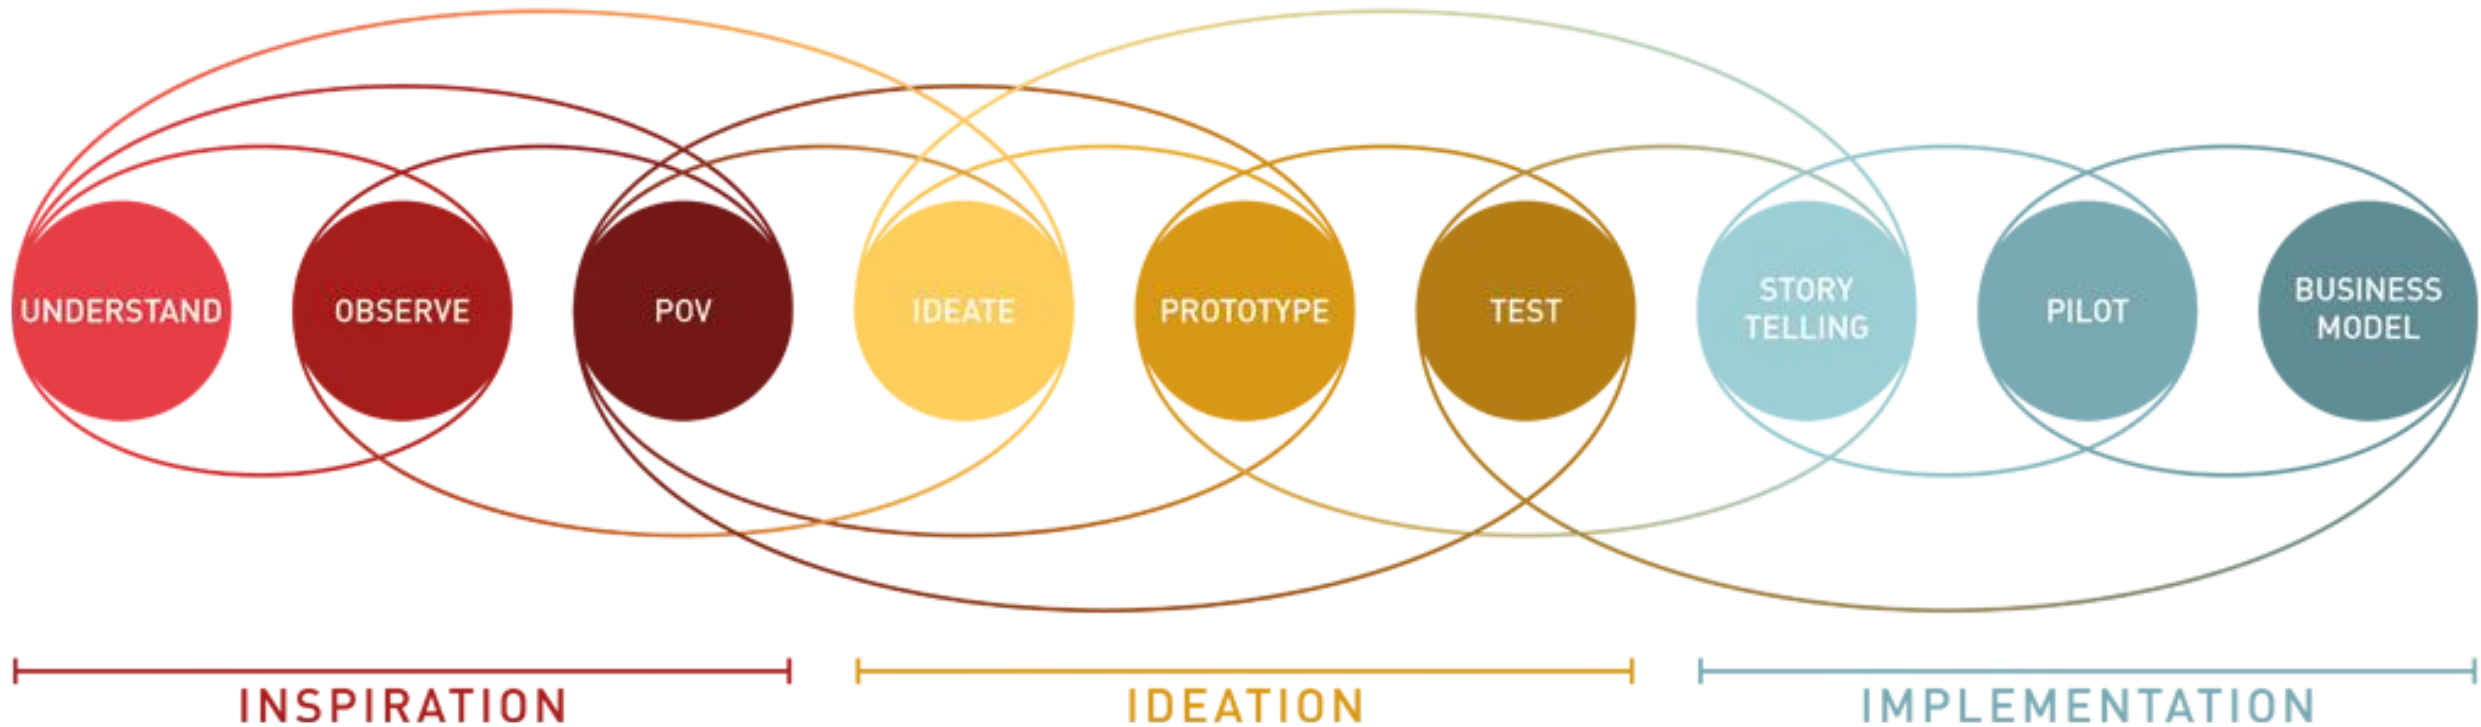 UNDERSTAND
OBSERVE
POV
IDEATE
PROTOTYPE
TEST
STORY
TELLING
PILOT
BUSINESS
MODEL
INSPIRATION
IDEATION
IMPLEMENTATION